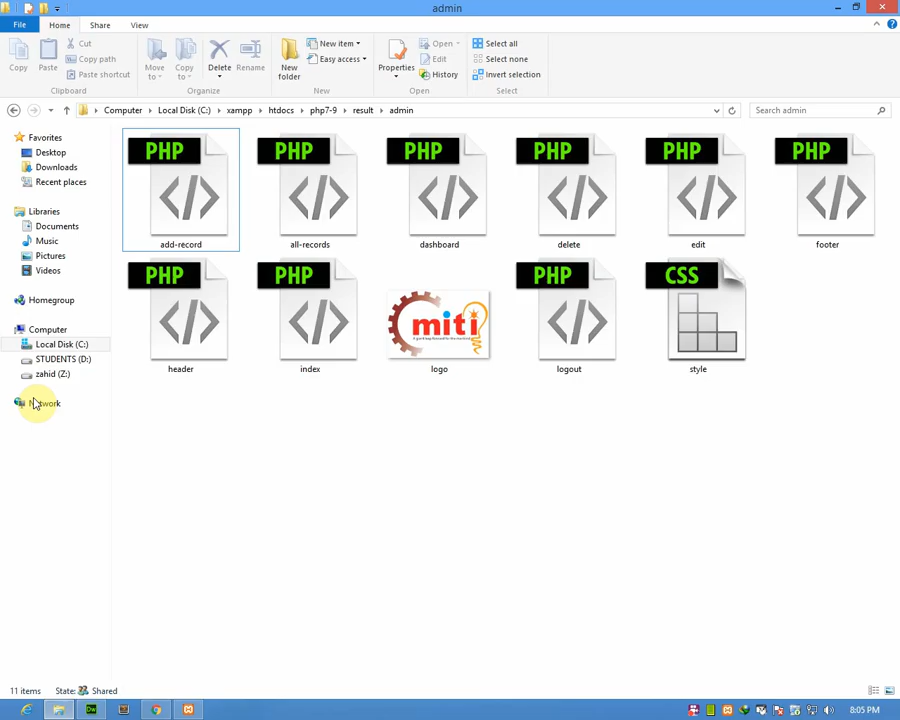 admin
File
Home
Share
View
Copy
Paste
Cut
Copy path
Paste shortcut
Clipboard
Move to
Copy to
Delete
Rename
Organize
New folder
New item
Easy access
New
Properties
Open
Edit
History
Open
Select all
Select none
Invert selection
Select
Computer
Local Disk (C:)
xampp
htdocs
php7-9
result
admin
Search admin
Favorites
Desktop
Downloads
Recent places
Libraries
Documents
Music
Pictures
Videos
Homegroup
Computer
Local Disk (C:)
STUDENTS (D:)
zahid (Z:)
Network
PHP
add-record
PHP
all-records
PHP
dashboard
PHP
delete
PHP
edit
PHP
footer
PHP
header
PHP
index
miti
logo
PHP
logout
CSS
style
11 items
State:
Shared
Dw
8:05 PM